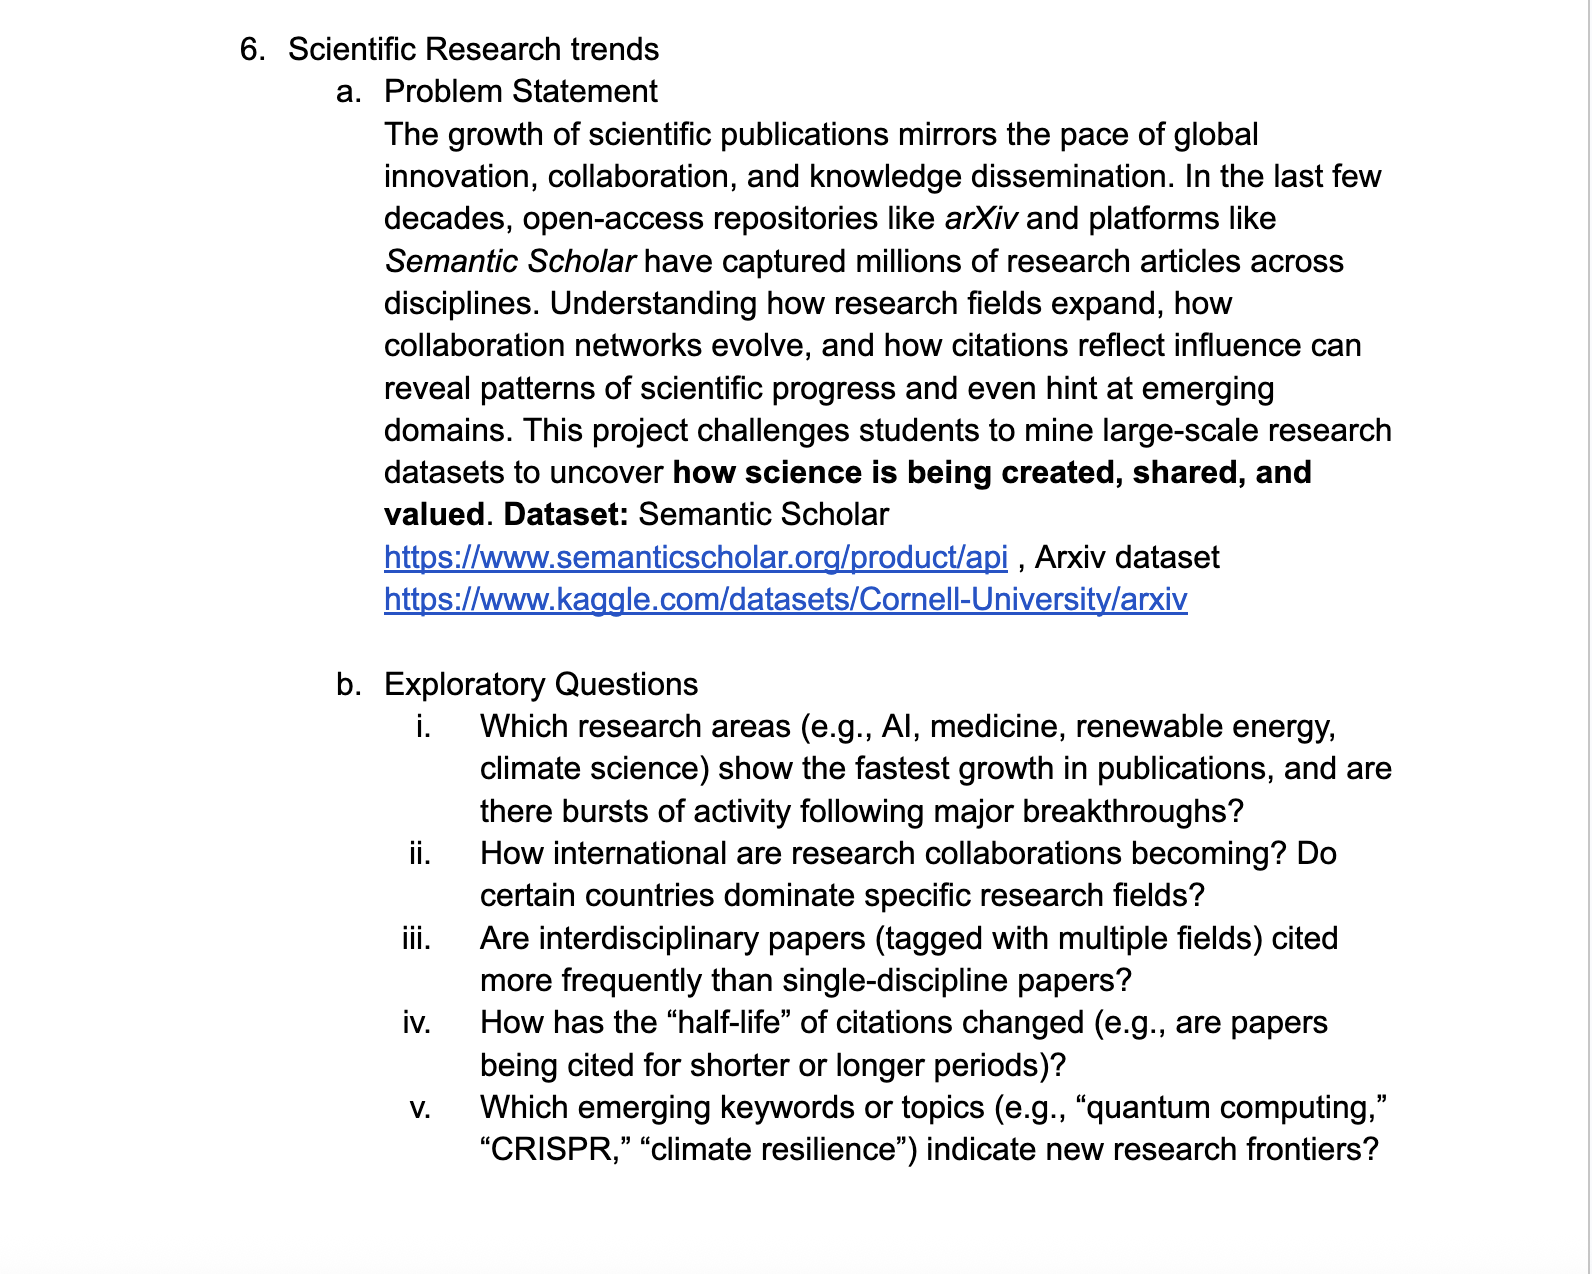 6. Scientific Research trends
a. Problem Statement
The growth of scientific publications mirrors the pace of global
innovation, collaboration, and knowledge dissemination. In the last few
decades, open-access repositories like arXiv and platforms like
Semantic Scholar have captured millions of research articles across
disciplines. Understanding how research fields expand, how
collaboration networks evolve, and how citations reflect influence can
reveal patterns of scientific progress and even hint at emerging
domains. This project challenges students to mine large-scale research
datasets to uncover how science is being created, shared, and
valued. Dataset: Semantic Scholar
https://www.semanticscholar.org/product/api , Arxiv dataset
https://www.kaggle.com/datasets/Cornell-University/arxiv
b. Exploratory Questions
i. Which research areas (e.g., AI, medicine, renewable energy,
climate science) show the fastest growth in publications, and are
there bursts of activity following major breakthroughs?
ii. How international are research collaborations becoming? Do
certain countries dominate specific research fields?
iii. Are interdisciplinary papers (tagged with multiple fields) cited
more frequently than single-discipline papers?
iv. How has the “half-life” of citations changed (e.g., are papers
being cited for shorter or longer periods)?
v. Which emerging keywords or topics (e.g., “quantum computing,”
“CRISPR,” “climate resilience”) indicate new research frontiers?